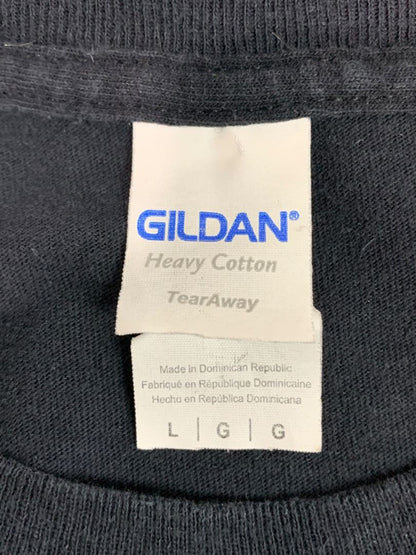 GILDAN®
Heavy Cotton
TearAway
Made in Dominican Republic
Fabriqué en République Dominicaine
Hecho en República Dominicana
L | G | G